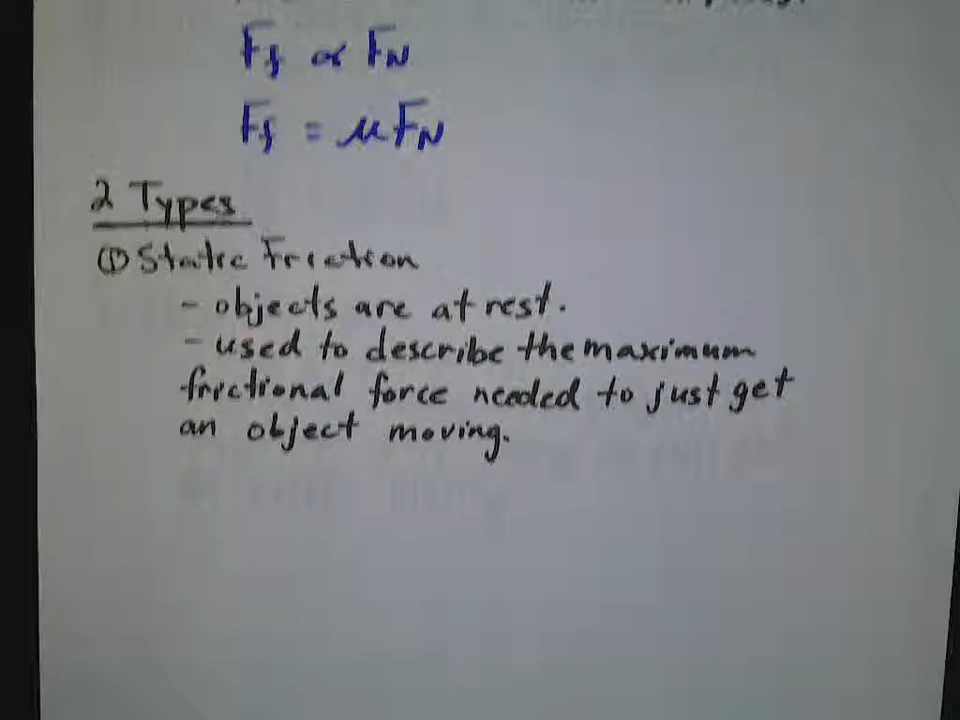 Ff ∝ FN
Ff = μFN
2 Types
① Static Friction
- objects are at rest.
- used to describe the maximum
frictional force needed to just get
an object moving.